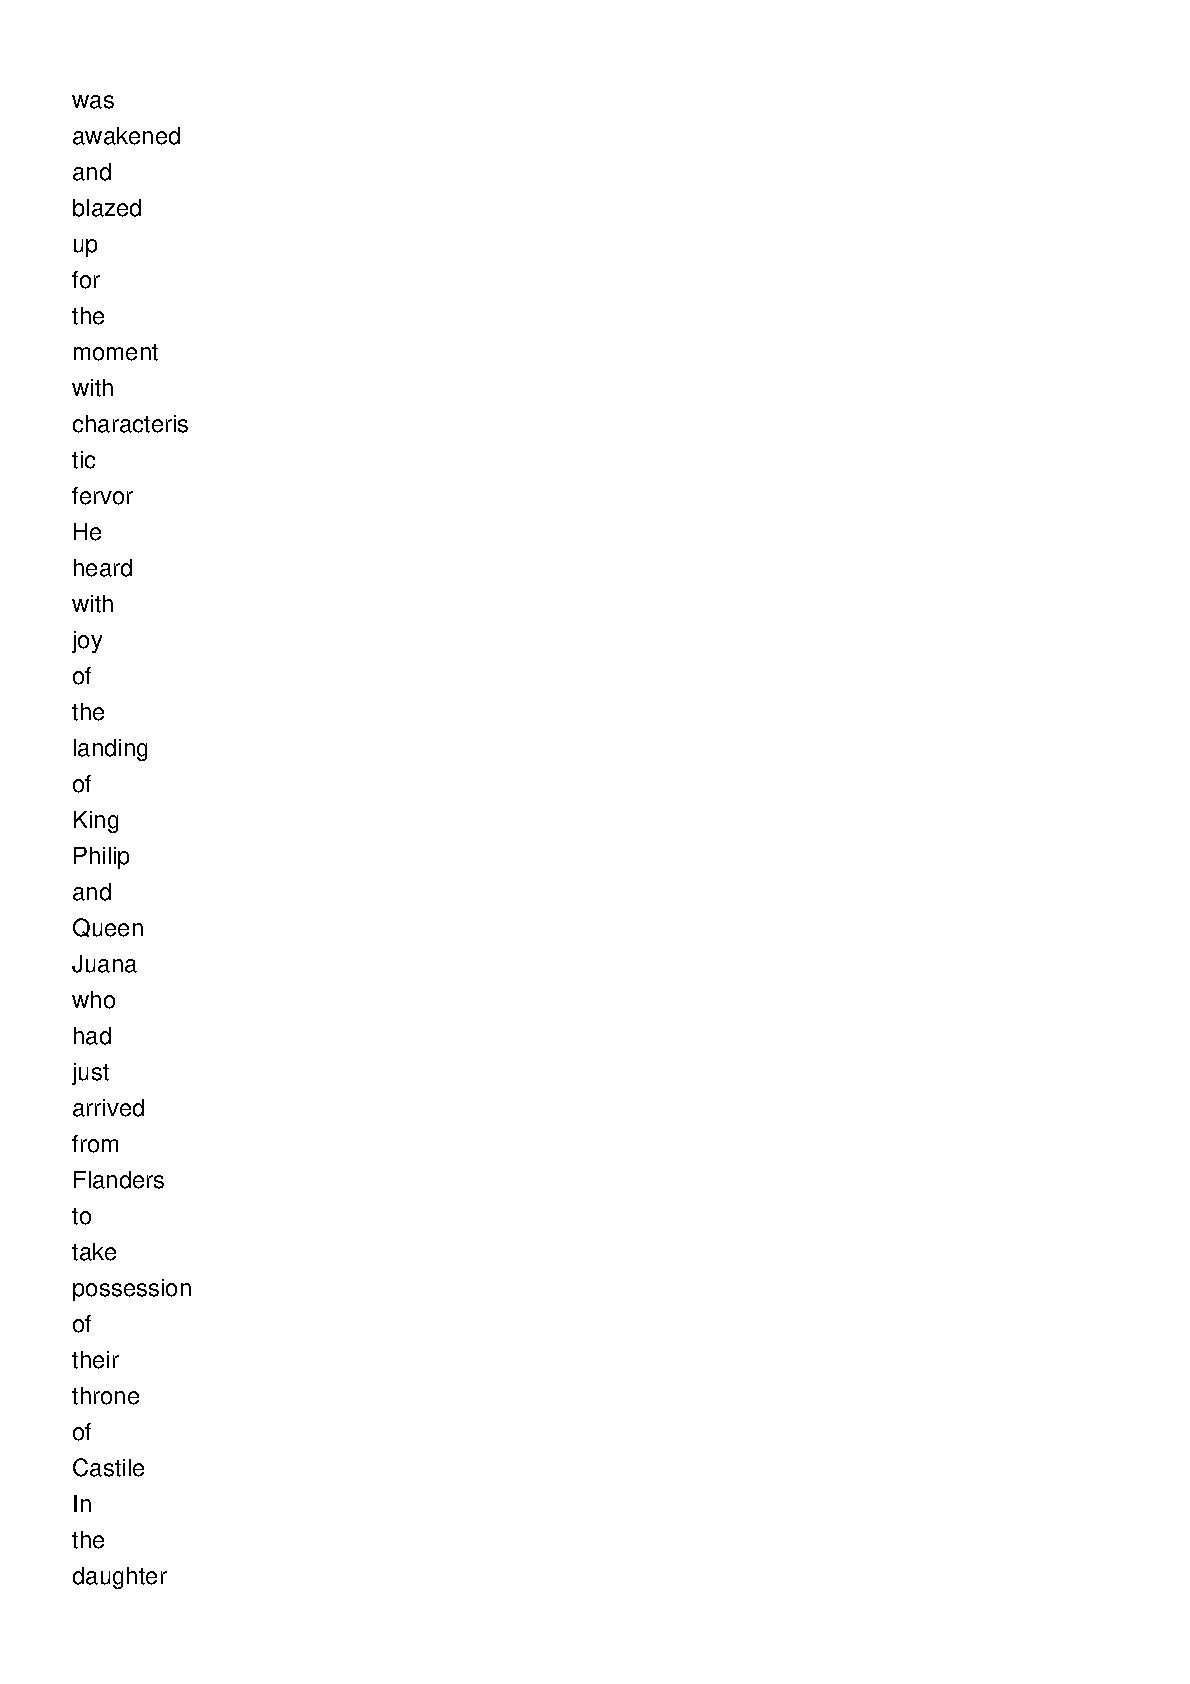 was
awakened
and
blazed
up
for
the
moment
with
characteris
tic
fervor
He
heard
with
joy
of
the
landing
of
King
Philip
and
Queen
Juana
who
had
just
arrived
from
Flanders
to
take
possession
of
their
throne
of
Castile
In
the
daughter